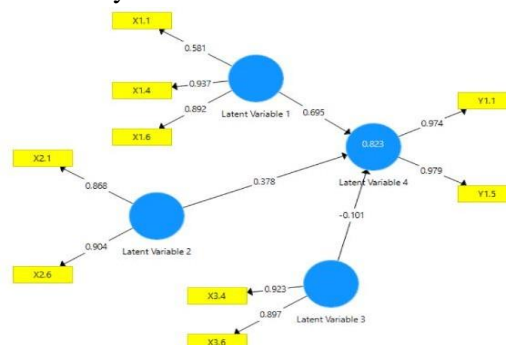 X1.1
0.581
X1.4
0.937
0.892
X1.6
Latent Variable 1
0.695
Y1.1
0.974
0.823
X2.1
0.979
Latent Variable 4
Y1.5
0.868
0.378
-0.101
0.904
Latent Variable 2
X2.6
0.923
X3.4
0.897
Latent Variable 3
X3.6